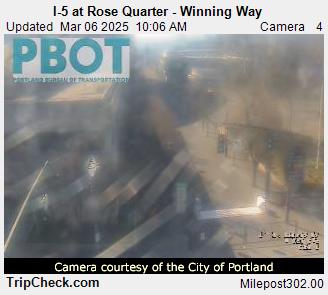 I-5 at Rose Quarter - Winning Way
Updated Mar 06 2025 10:06 AM Camera 4
PBOT
PORTLAND BUREAU OF TRANSPORTATION
Camera courtesy of the City of Portland
TripCheck.com Milepost302.00